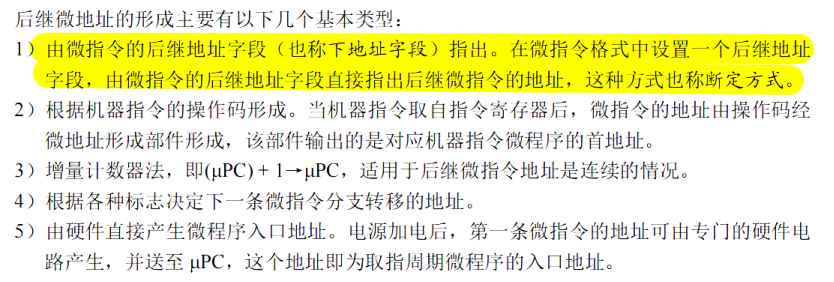 后继微地址的形成主要有以下几个基本类型：
1）由微指令的后继地址字段（也称下地址字段）指出。在微指令格式中设置一个后继地址
字段，由微指令的后继地址字段直接指出后继微指令的地址，这种方式也称断定方式。
2）根据机器指令的操作码形成。当机器指令取自指令寄存器后，微指令的地址由操作码经
微地址形成部件形成，该部件输出的是对应机器指令微程序的首地址。
3）增量计数器法，即(μPC) + 1→μPC，适用于后继微指令地址是连续的情况。
4）根据各种标志决定下一条微指令分支转移的地址。
5）由硬件直接产生微程序入口地址。电源加电后，第一条微指令的地址可由专门的硬件电
路产生，并送至 μPC，这个地址即为取指周期微程序的入口地址。